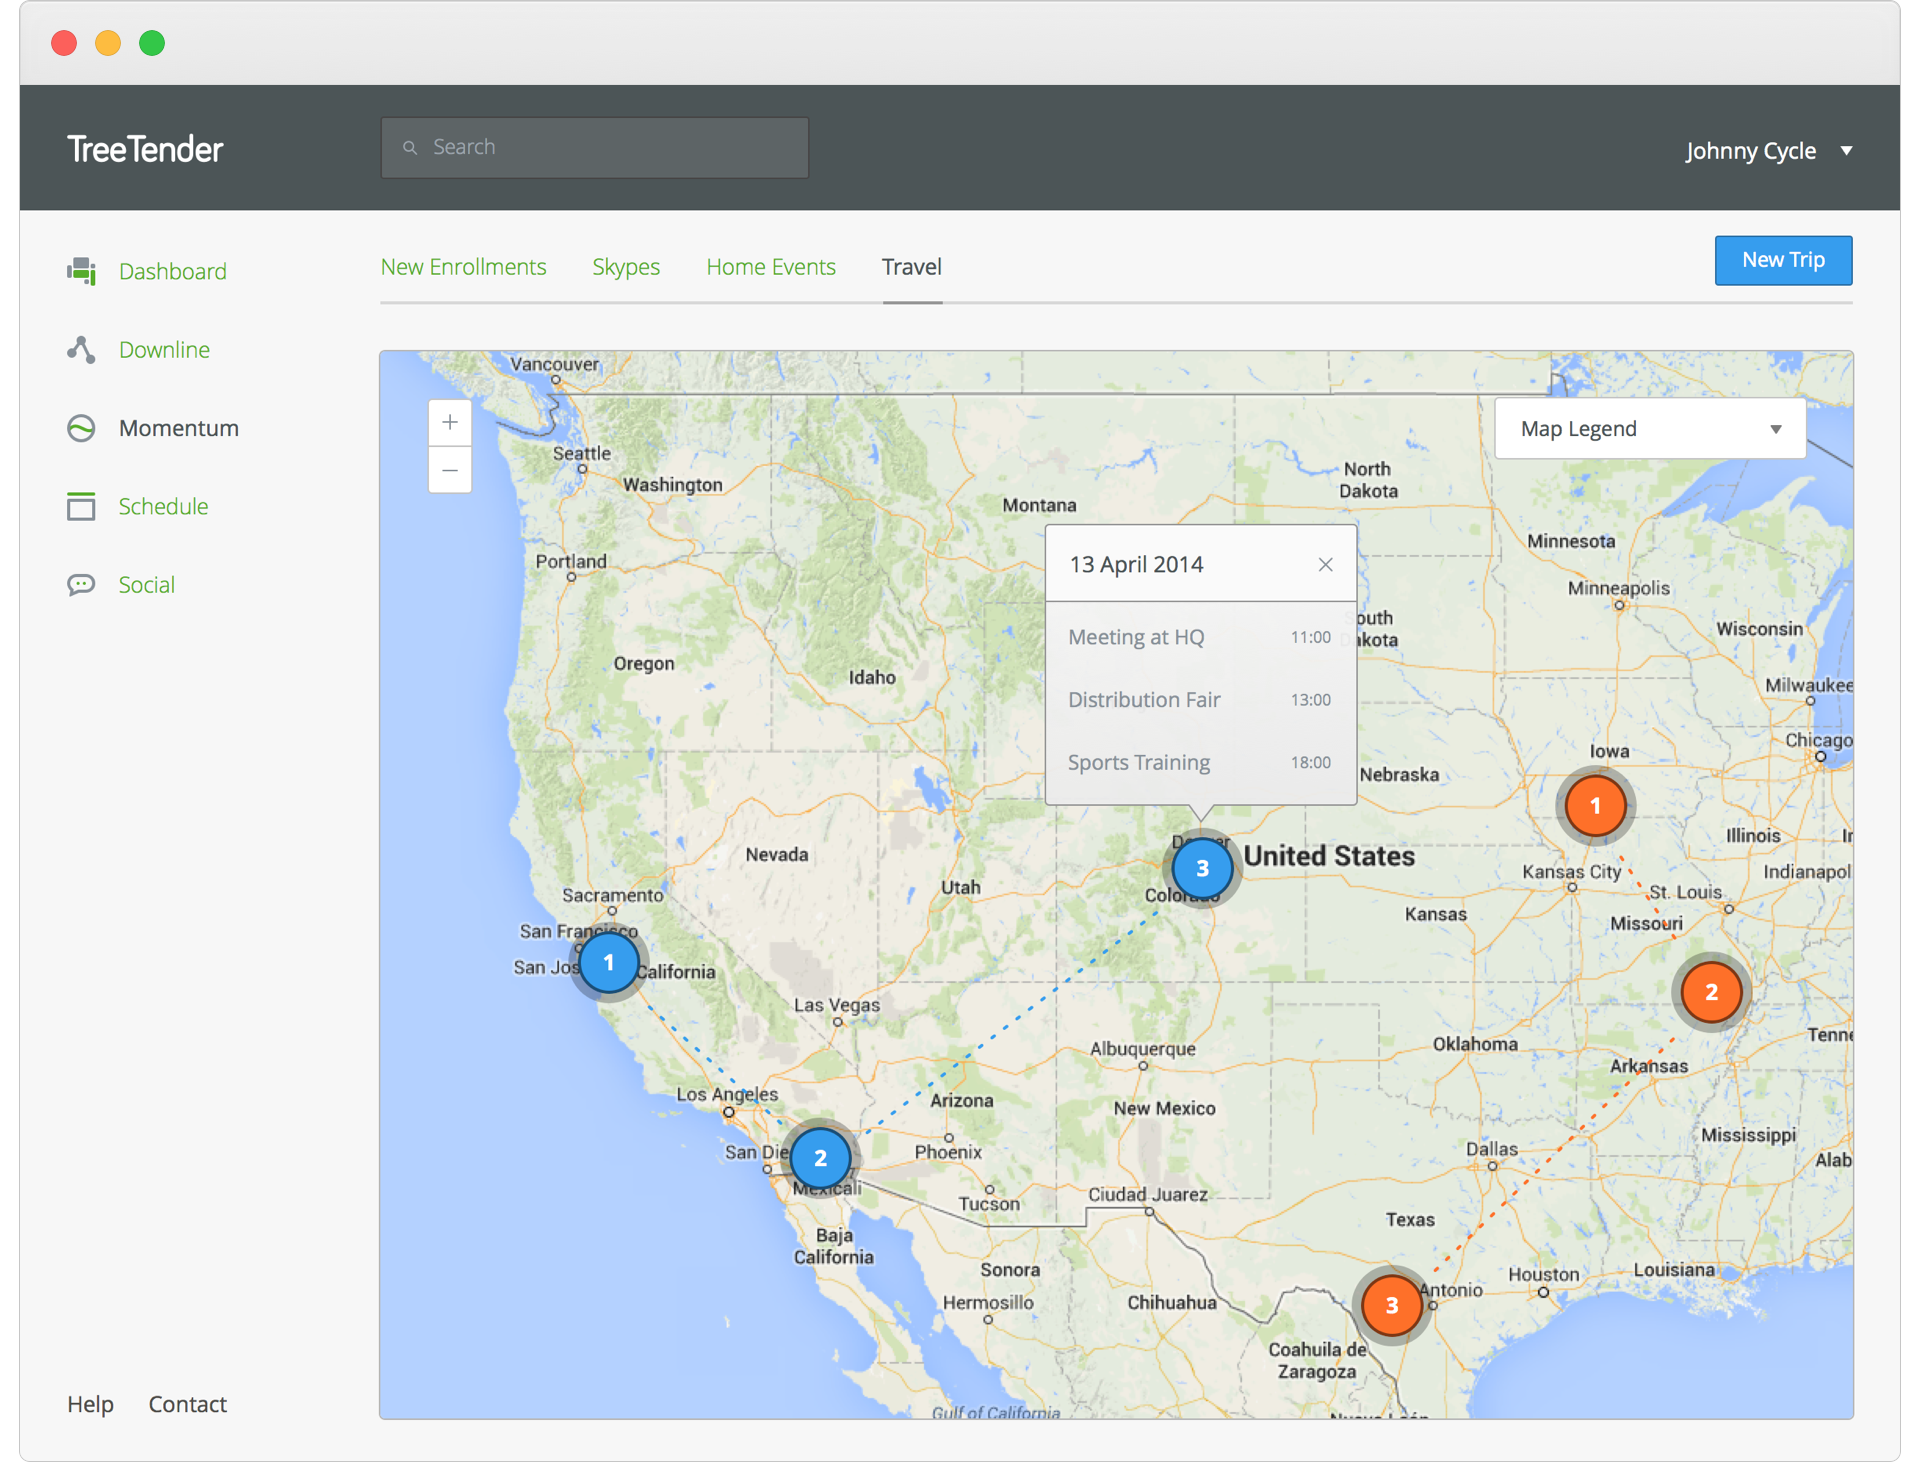 TreeTender
Search
Johnny Cycle
Dashboard
Downline
Momentum
Schedule
Social
Help
Contact
New Enrollments
Skypes
Home Events
Travel
New Trip
Map Legend
13 April 2014
Meeting at HQ 11:00
Distribution Fair 13:00
Sports Training 18:00
Vancouver
Seattle
Washington
Montana
North
Dakota
Minnesota
Portland
Minneapolis
South
Dakota
Wisconsin
Oregon
Idaho
Milwaukee
Chicago
Iowa
Nebraska
1
Illinois
Nevada
United States
3
Kansas City
Indianapol
Utah
Sacramento
Colorado
St. Louis
Kansas
Missouri
San Francisco
San Jos
1
California
2
Las Vegas
Tenne
Oklahoma
Albuquerque
Arkansas
Los Angeles
Arizona
New Mexico
Mississippi
San Die
2
Phoenix
Dallas
Alab
Mexicali
Tucson
Ciudad Juarez
Texas
Baja
California
Sonora
Houston
Louisiana
Hermosillo
Chihuahua
3
Antonio
Coahuila de
Zaragoza
Gulf of California